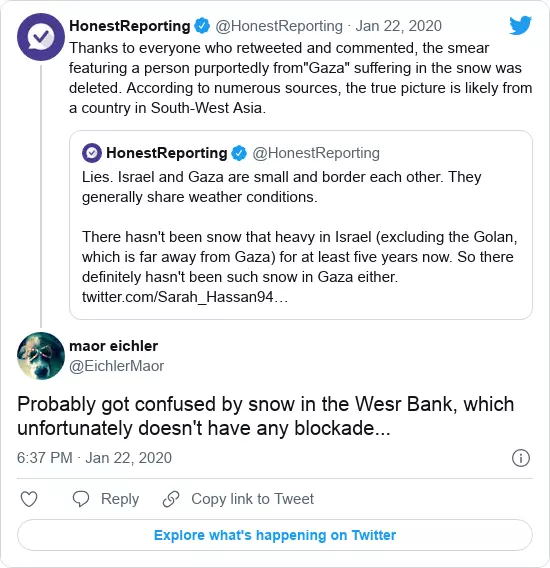 HonestReporting @HonestReporting · Jan 22, 2020
Thanks to everyone who retweeted and commented, the smear
featuring a person purportedly from"Gaza" suffering in the snow was
deleted. According to numerous sources, the true picture is likely from
a country in South-West Asia.
HonestReporting @HonestReporting
Lies. Israel and Gaza are small and border each other. They
generally share weather conditions.
There hasn't been snow that heavy in Israel (excluding the Golan,
which is far away from Gaza) for at least five years now. So there
definitely hasn't been such snow in Gaza either.
twitter.com/Sarah_Hassan94…
maor eichler
@EichlerMaor
Probably got confused by snow in the Wesr Bank, which
unfortunately doesn't have any blockade...
6:37 PM · Jan 22, 2020
Reply
Copy link to Tweet
Explore what's happening on Twitter